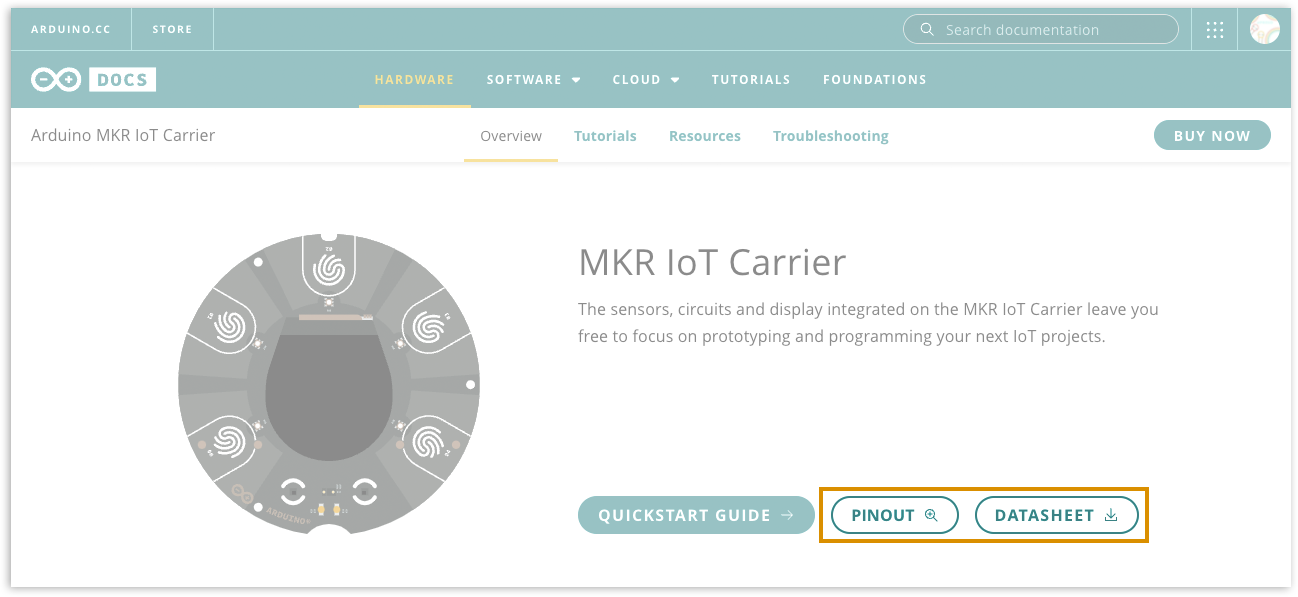 ARDUINO.CC
STORE
Search documentation
DOCS
HARDWARE
SOFTWARE
CLOUD
TUTORIALS
FOUNDATIONS
Arduino MKR IoT Carrier
Overview
Tutorials
Resources
Troubleshooting
BUY NOW
MKR IoT Carrier
The sensors, circuits and display integrated on the MKR IoT Carrier leave you
free to focus on prototyping and programming your next IoT projects.
ARDUINO
QUICKSTART GUIDE
PINOUT
DATASHEET